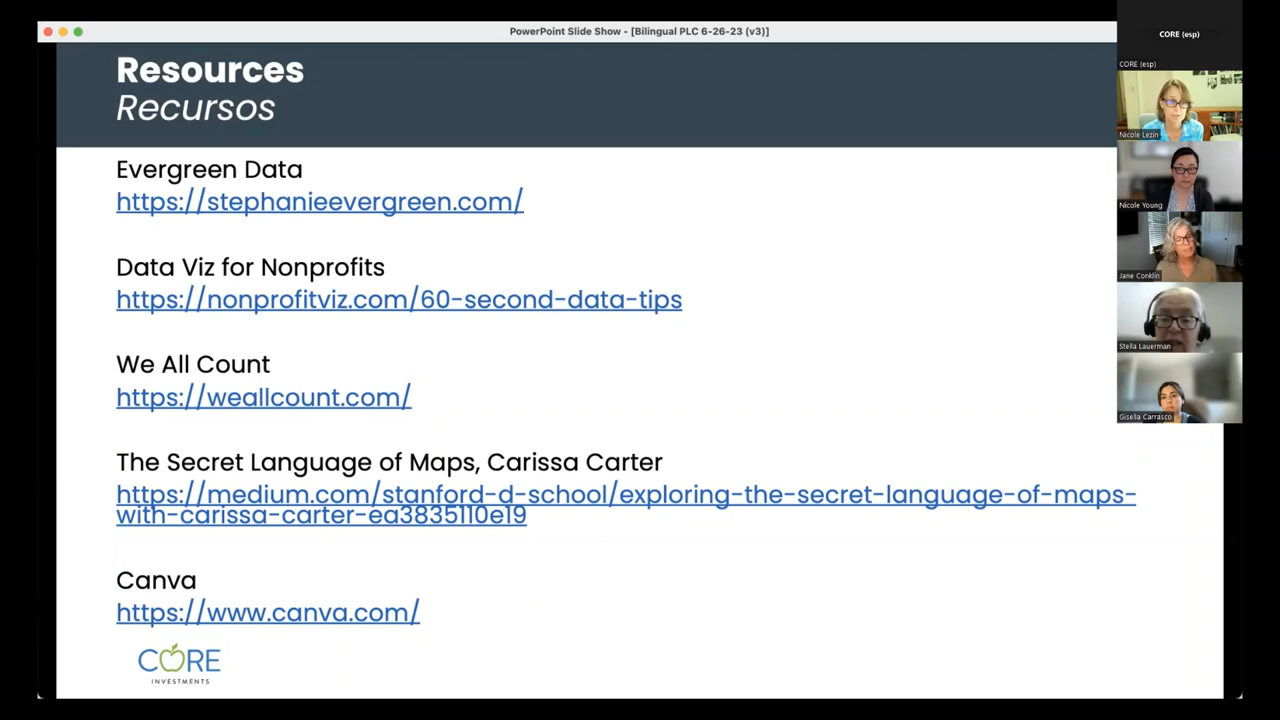 PowerPoint Slide Show - [Bilingual PLC 6-26-23 (v3)]
Resources
Recursos
Evergreen Data
https://stephanieevergreen.com/
Data Viz for Nonprofits
https://nonprofitviz.com/60-second-data-tips
We All Count
https://weallcount.com/
The Secret Language of Maps, Carissa Carter
https://medium.com/stanford-d-school/exploring-the-secret-language-of-maps-
with-carissa-carter-ea3835110e19
Canva
https://www.canva.com/
CORE
INVESTMENTS
CORE (esp)
CORE (esp)
Nicole Lezin
Nicole Young
Jane Conklin
Stella Lauerman
Gisella Carrasco